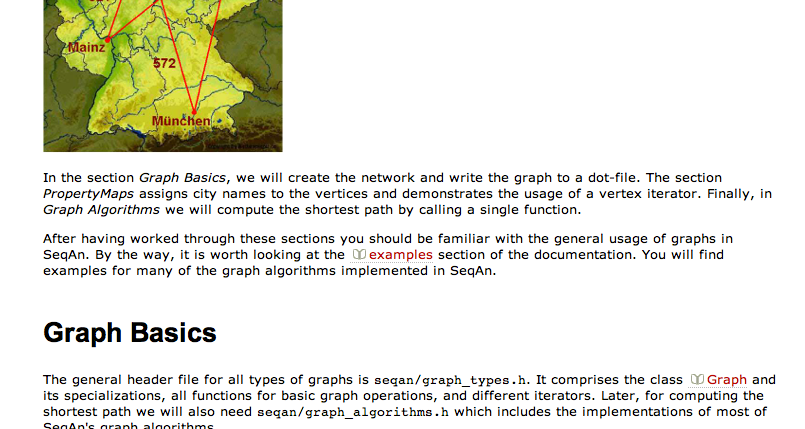 Mainz
572
München
In the section Graph Basics, we will create the network and write the graph to a dot-file. The section
PropertyMaps assigns city names to the vertices and demonstrates the usage of a vertex iterator. Finally, in
Graph Algorithms we will compute the shortest path by calling a single function.
After having worked through these sections you should be familiar with the general usage of graphs in
SeqAn. By the way, it is worth looking at the examples section of the documentation. You will find
examples for many of the graph algorithms implemented in SeqAn.
Graph Basics
The general header file for all types of graphs is seqan/graph_types.h. It comprises the class Graph and
its specializations, all functions for basic graph operations, and different iterators. Later, for computing the
shortest path we will also need seqan/graph_algorithms.h which includes the implementations of most of
SeqAn's graph algorithms